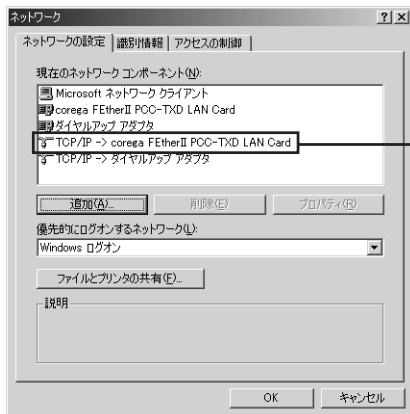 ネットワーク
ネットワークの設定 識別情報 アクセスの制御
現在のネットワーク コンポーネント(N):
Microsoft ネットワーク クライアント
corega FEtherII PCC-TXD LAN Card
ダイヤルアップ アダプタ
TCP/IP -> corega FEtherII PCC-TXD LAN Card
TCP/IP -> ダイヤルアップ アダプタ
追加(A)... 削除(E) プロパティ(R)
優先的にログオンするネットワーク(L):
Windows ログオン
ファイルとプリンタの共有(F)...
説明
OK キャンセル